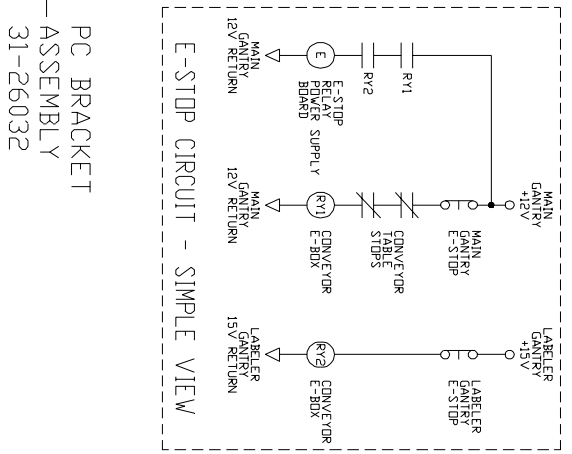 MAIN
GANTRY
+12V
LABELER
GANTRY
+15V
MAIN
GANTRY
E-STOP
LABELER
GANTRY
E-STOP
RY1
RY2
CONVEYOR
TABLE
STOPS
E
E-STOP
RELAY
POWER SUPPLY
BOARD
RY1
CONVEYOR
E-BOX
RY2
CONVEYOR
E-BOX
MAIN
GANTRY
12V RETURN
MAIN
GANTRY
12V RETURN
LABELER
GANTRY
15V RETURN
E-STOP CIRCUIT - SIMPLE VIEW
PC BRACKET
ASSEMBLY
31-26032